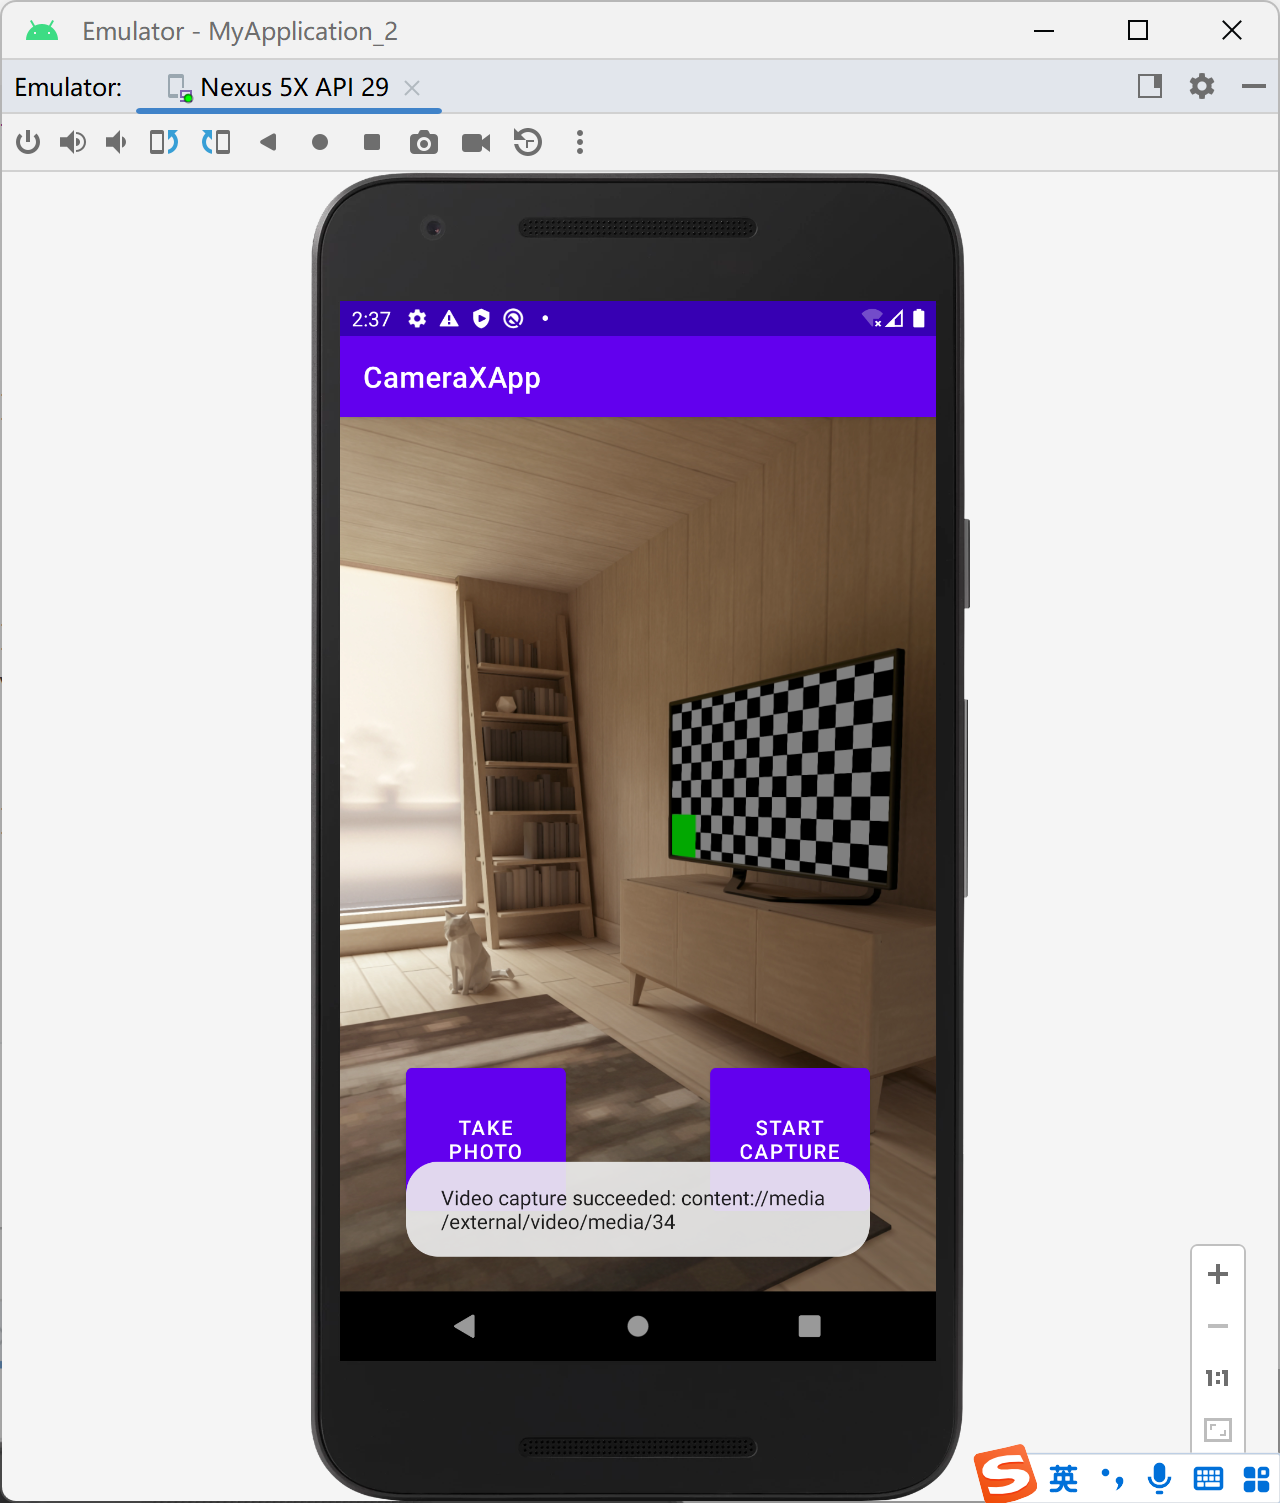 Emulator - MyApplication_2
Emulator:
Nexus 5X API 29
2:37
CameraXApp
TAKE
PHOTO
START
CAPTURE
Video capture succeeded: content://media
/external/video/media/34
1:1
英